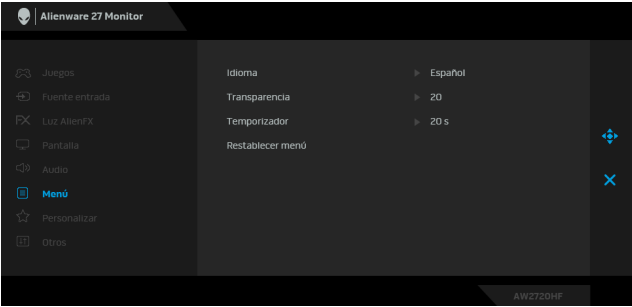 Alienware 27 Monitor
Juegos
Fuente entrada
FX Luz AlienFX
Pantalla
Audio
Menú
Personalizar
Otros
Idioma Español
Transparencia 20
Temporizador 20 s
Restablecer menú
AW2720HF